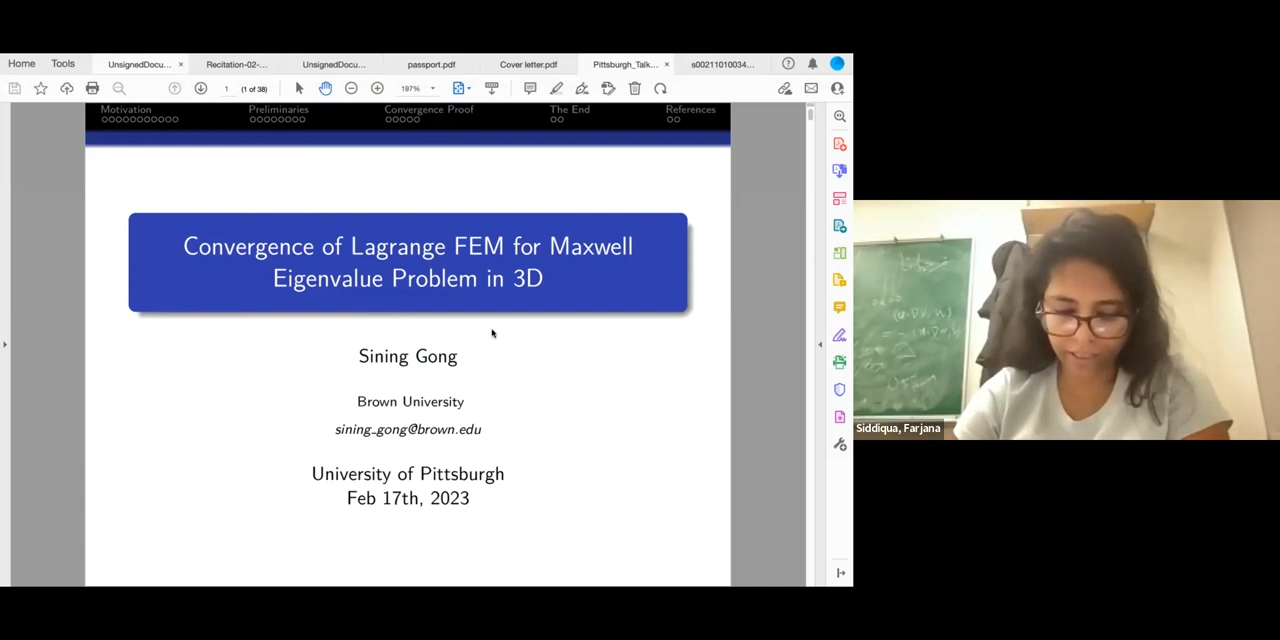 Home Tools UnsignedDocu... × Recitation-02-... UnsignedDocu... passport.pdf Cover letter.pdf Pittsburgh_Talk... × s00211010034...
1 (1 of 38) 197%
Motivation Preliminaries Convergence Proof The End References
Convergence of Lagrange FEM for Maxwell
Eigenvalue Problem in 3D
Sining Gong
Brown University
sining_gong@brown.edu
University of Pittsburgh
Feb 17th, 2023
Siddiqua, Farjana